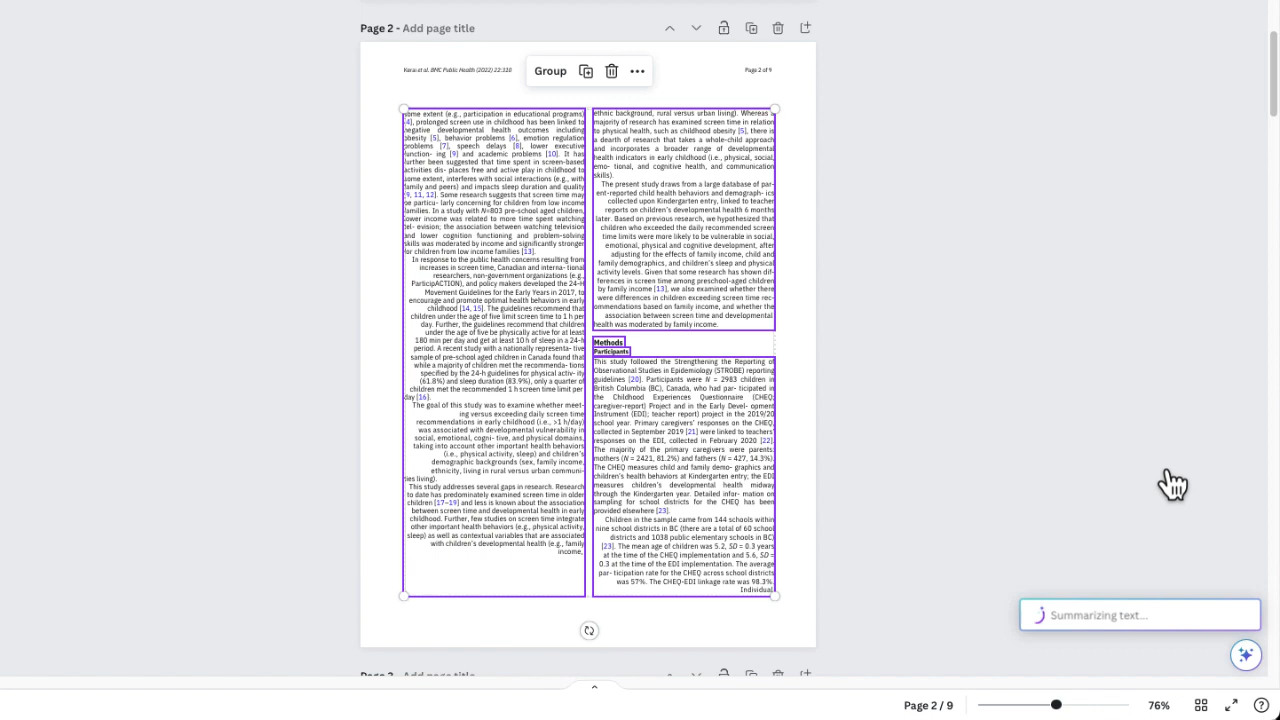 Page 2 - Add page title
Kerai et al. BMC Public Health (2022) 22:310
Group
Page 2 of 9
some extent (e.g., participation in educational programs)
[4], prolonged screen use in childhood has been linked to
negative developmental health outcomes including
obesity [5], behavior problems [6], emotion regulation
problems [7], speech delays [8], lower executive
function- ing [9] and academic problems [10]. It has
further been suggested that time spent in screen-based
activities dis- places free and active play in childhood to
some extent, interferes with social interactions (e.g., with
family and peers) and impacts sleep duration and quality
[9, 11, 12]. Some research suggests that screen time may
be particu- larly concerning for children from low income
families. In a study with N=803 pre-school aged children,
lower income was related to more time spent watching
tel- evision; the association between watching television
and lower cognition functioning and problem-solving
skills was moderated by income and significantly stronger
for children from low income families [13].
In response to the public health concerns resulting from
increases in screen time, Canadian and interna- tional
researchers, non-government organizations (e.g.,
ParticipACTION), and policy makers developed the 24-H
Movement Guidelines for the Early Years in 2017, to
encourage and promote optimal health behaviors in early
childhood [14, 15]. The guidelines recommend that
children under the age of five limit screen time to 1 h per
day. Further, the guidelines recommend that children
under the age of five be physically active for at least
180 min per day and get at least 10 h of sleep in a 24-h
period. A recent study with a nationally representa- tive
sample of pre-school aged children in Canada found that
while a majority of children met the recommenda- tions
specified by the 24-h guidelines for physical activ- ity
(61.8%) and sleep duration (83.9%), only a quarter of
children met the recommended 1 h screen time limit per
day [16].
The goal of this study was to examine whether meet-
ing versus exceeding daily screen time
recommendations in early childhood (i.e., >1 h/day)
was associated with developmental vulnerability in
social, emotional, cogni- tive, and physical domains,
taking into account other important health behaviors
(i.e., physical activity, sleep) and children's
demographic backgrounds (sex, family income,
ethnicity, living in rural versus urban communi-
ties living).
This study addresses several gaps in research. Research
to date has predominately examined screen time in older
children [17–19] and less is known about the association
between screen time and developmental health in early
childhood. Further, few studies on screen time integrate
other important health behaviors (e.g., physical activity,
sleep) as well as contextual variables that are associated
with children's developmental health (e.g., family
income,
ethnic background, rural versus urban living). Whereas a
majority of research has examined screen time in relation
to physical health, such as childhood obesity [5], there is
a dearth of research that takes a whole-child approach
and incorporates a broader range of developmental
health indicators in early childhood (i.e., physical, social,
emo- tional, and cognitive health, and communication
skills).
The present study draws from a large database of par-
ent-reported child health behaviors and demograph- ics
collected upon Kindergarten entry, linked to teacher
reports on children's developmental health 6 months
later. Based on previous research, we hypothesized that
children who exceeded the daily recommended screen
time limits were more likely to be vulnerable in social,
emotional, physical and cognitive development, after
adjusting for the effects of family income, child and
family demographics, and children's sleep and physical
activity levels. Given that some research has shown dif-
ferences in screen time among preschool-aged children
by family income [13], we also examined whether there
were differences in children exceeding screen time rec-
ommendations based on family income, and whether the
association between screen time and developmental
health was moderated by family income.
Methods
Participants
This study followed the Strengthening the Reporting of
Observational Studies in Epidemiology (STROBE) reporting
guidelines [20]. Participants were N = 2983 children in
British Columbia (BC), Canada, who had par- ticipated in
the Childhood Experiences Questionnaire (CHEQ;
caregiver-report) Project and in the Early Devel- opment
Instrument (EDI; teacher report) project in the 2019/20
school year. Primary caregivers' responses on the CHEQ,
collected in September 2019 [21] were linked to teachers'
responses on the EDI, collected in February 2020 [22].
The majority of the primary caregivers were parents:
mothers (N = 2421, 81.2%) and fathers (N = 427, 14.3%).
The CHEQ measures child and family demo- graphics and
children's health behaviors at Kindergarten entry; the EDI
measures children's developmental health midway
through the Kindergarten year. Detailed infor- mation on
sampling for school districts for the CHEQ has been
provided elsewhere [23].
Children in the sample came from 144 schools within
nine school districts in BC (there are a total of 60 school
districts and 1038 public elementary schools in BC)
[23]. The mean age of children was 5.2, SD = 0.3 years
at the time of the CHEQ implementation and 5.6, SD =
0.3 at the time of the EDI implementation. The average
par- ticipation rate for the CHEQ across school districts
was 57%. The CHEQ-EDI linkage rate was 98.3%.
Individual
Summarizing text...
Add page title
Page 2 / 9
76%